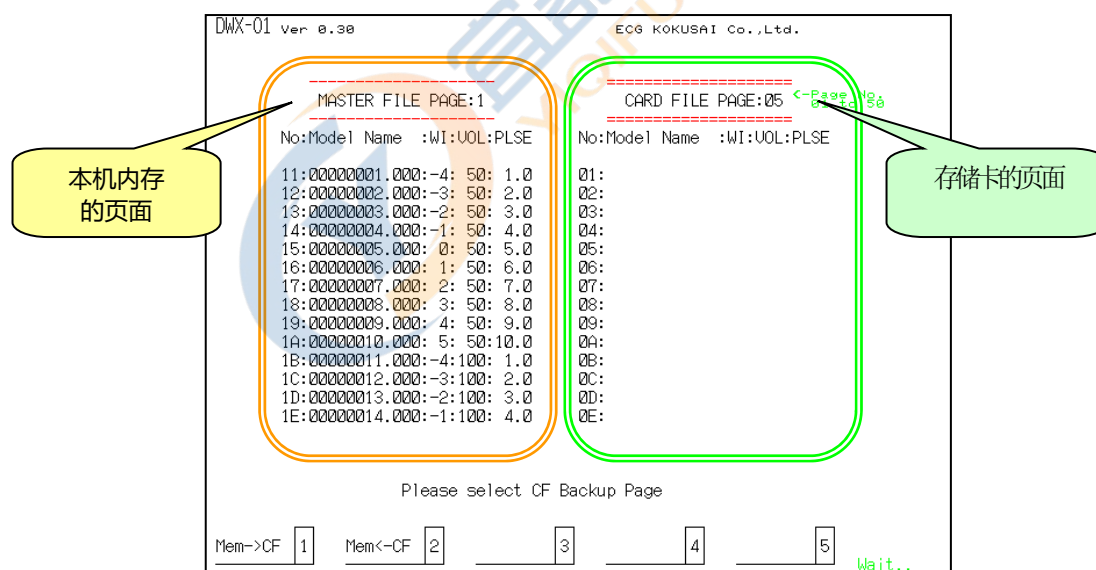 DWX-01 Ver 0.30
ECG KOKUSAI Co.,Ltd.
MASTER FILE PAGE:1
No:Model Name :WI:VOL:PLSE
11:00000001.000:-4: 50: 1.0
12:00000002.000:-3: 50: 2.0
13:00000003.000:-2: 50: 3.0
14:00000004.000:-1: 50: 4.0
15:00000005.000: 0: 50: 5.0
16:00000006.000: 1: 50: 6.0
17:00000007.000: 2: 50: 7.0
18:00000008.000: 3: 50: 8.0
19:00000009.000: 4: 50: 9.0
1A:00000010.000: 5: 50:10.0
1B:00000011.000:-4:100: 1.0
1C:00000012.000:-3:100: 2.0
1D:00000013.000:-2:100: 3.0
1E:00000014.000:-1:100: 4.0
CARD FILE PAGE:05
<-Page No.
01 to 50
No:Model Name :WI:VOL:PLSE
01:
02:
03:
04:
05:
06:
07:
08:
09:
0A:
0B:
0C:
0D:
0E:
本机内存
的页面
存储卡的页面
Please select CF Backup Page
Mem->CF 1 Mem<-CF 2 3 4 5
Wait..